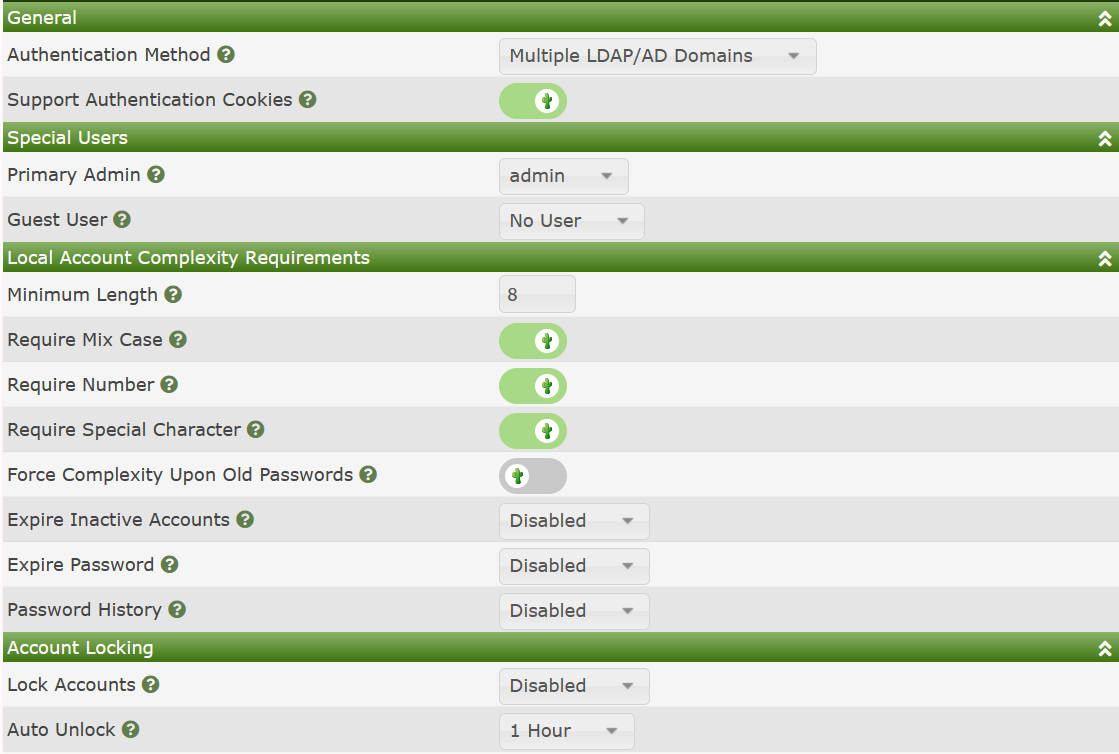 General
Authentication Method
Multiple LDAP/AD Domains
Support Authentication Cookies
Special Users
Primary Admin
admin
Guest User
No User
Local Account Complexity Requirements
Minimum Length
8
Require Mix Case
Require Number
Require Special Character
Force Complexity Upon Old Passwords
Expire Inactive Accounts
Disabled
Expire Password
Disabled
Password History
Disabled
Account Locking
Lock Accounts
Disabled
Auto Unlock
1 Hour